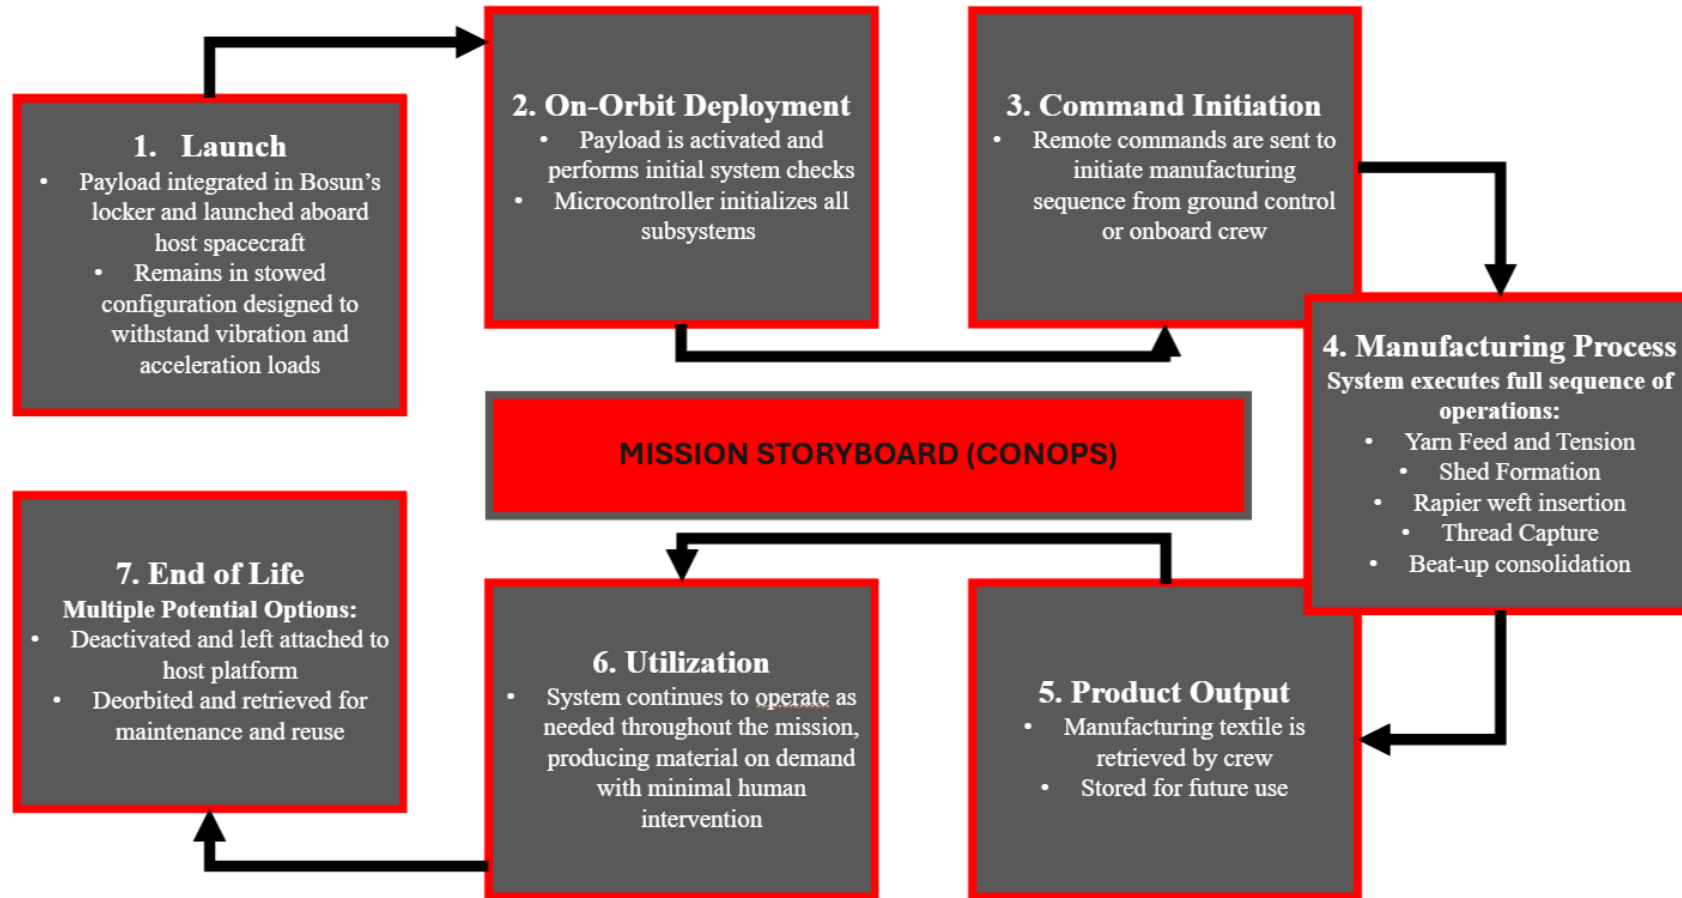 1. Launch
• Payload integrated in Bosun’s
locker and launched aboard
host spacecraft
• Remains in stowed
configuration designed to
withstand vibration and
acceleration loads
2. On-Orbit Deployment
• Payload is activated and
performs initial system checks
• Microcontroller initializes all
subsystems
3. Command Initiation
• Remote commands are sent to
initiate manufacturing
sequence from ground control
or onboard crew
4. Manufacturing Process
System executes full sequence of
operations:
• Yarn Feed and Tension
• Shed Formation
• Rapier weft insertion
• Thread Capture
• Beat-up consolidation
MISSION STORYBOARD (CONOPS)
5. Product Output
• Manufacturing textile is
retrieved by crew
• Stored for future use
6. Utilization
• System continues to operate as
needed throughout the mission,
producing material on demand
with minimal human
intervention
7. End of Life
Multiple Potential Options:
• Deactivated and left attached to
host platform
• Deorbited and retrieved for
maintenance and reuse